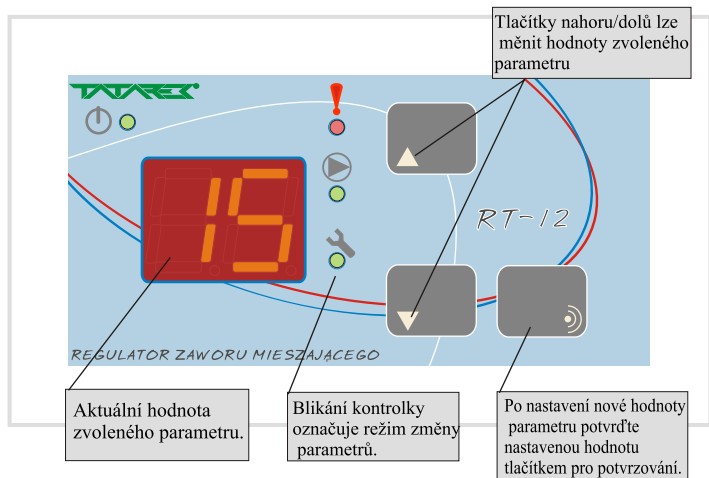 Tlačítky nahoru/dolů lze
měnit hodnoty zvoleného
parametru
TATAREK
15
RT-12
REGULATOR ZAWORU MIESZAJĄCEGO
Aktuální hodnota
zvoleného parametru.
Blikání kontrolky
označuje režim změny
parametrů.
Po nastavení nové hodnoty
parametru potvrďte
nastavenou hodnotu
tlačítkem pro potvrzování.